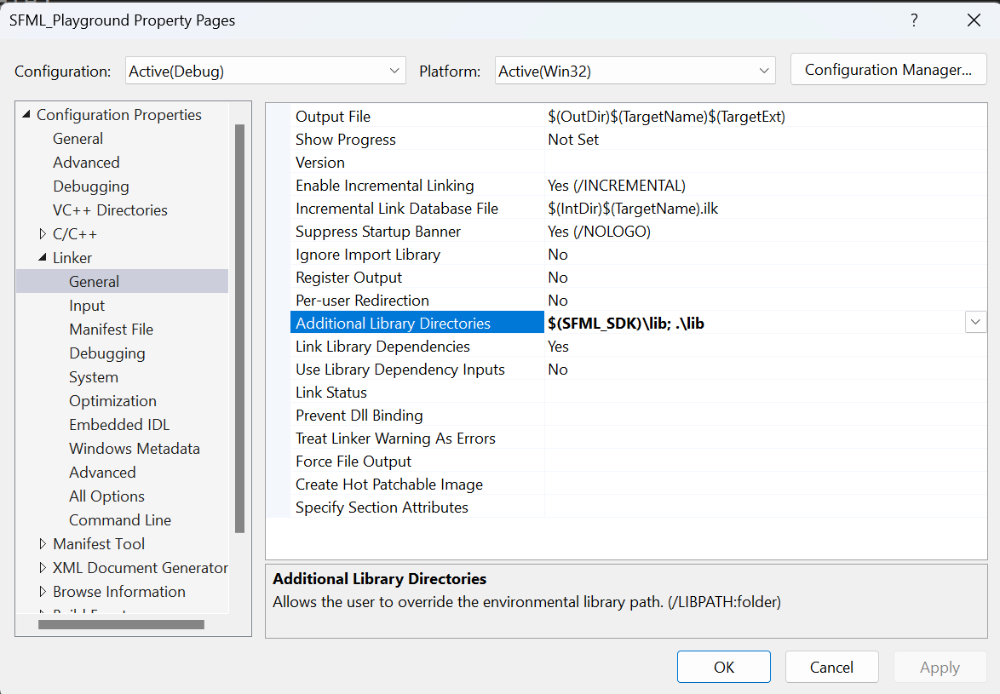 SFML_Playground Property Pages
?
Configuration: Active(Debug) Platform: Active(Win32) Configuration Manager...
Configuration Properties
General
Advanced
Debugging
VC++ Directories
C/C++
Linker
General
Input
Manifest File
Debugging
System
Optimization
Embedded IDL
Windows Metadata
Advanced
All Options
Command Line
Manifest Tool
XML Document Generator
Browse Information
Output File $(OutDir)$(TargetName)$(TargetExt)
Show Progress Not Set
Version
Enable Incremental Linking Yes (/INCREMENTAL)
Incremental Link Database File $(IntDir)$(TargetName).ilk
Suppress Startup Banner Yes (/NOLOGO)
Ignore Import Library No
Register Output No
Per-user Redirection No
Additional Library Directories $(SFML_SDK)\lib; .\lib
Link Library Dependencies Yes
Use Library Dependency Inputs No
Link Status
Prevent Dll Binding
Treat Linker Warning As Errors
Force File Output
Create Hot Patchable Image
Specify Section Attributes
Additional Library Directories
Allows the user to override the environmental library path. (/LIBPATH:folder)
OK Cancel Apply